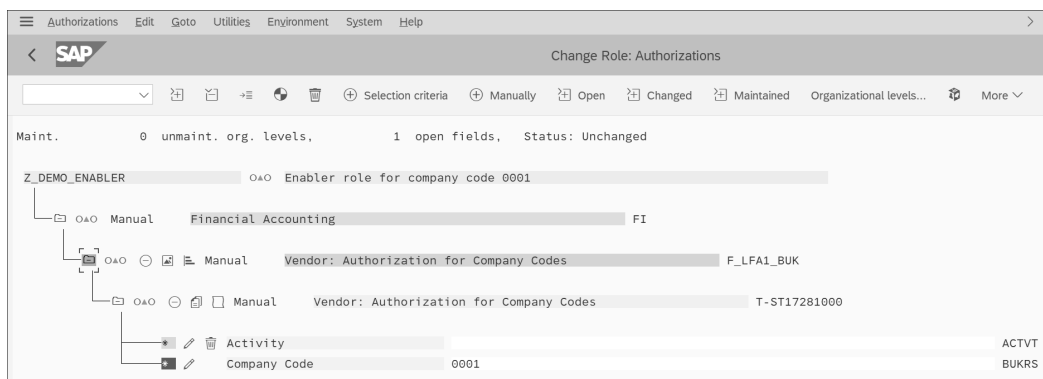 Authorizations Edit Goto Utilities Environment System Help
SAP Change Role: Authorizations
Selection criteria Manually Open Changed Maintained Organizational levels... More
Maint. 0 unmaint. org. levels, 1 open fields, Status: Unchanged
Z_DEMO_ENABLER Enabler role for company code 0001
Manual Financial Accounting FI
Manual Vendor: Authorization for Company Codes F_LFA1_BUK
Manual Vendor: Authorization for Company Codes T-ST17281000
* Activity ACTVT
* Company Code 0001 BUKRS